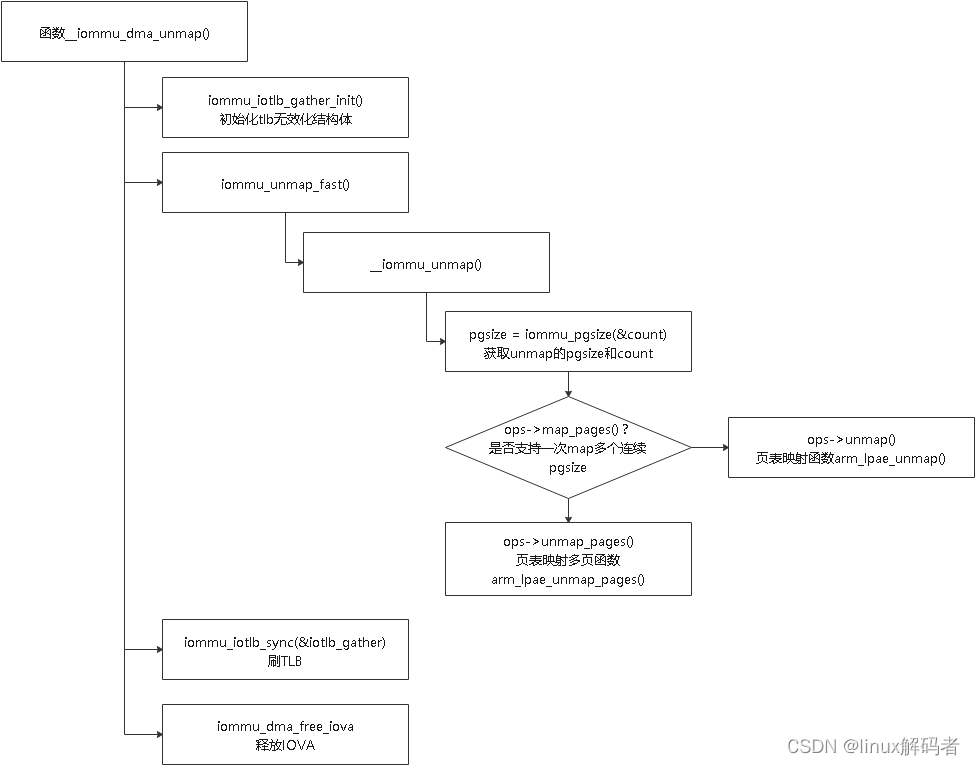 函数__iommu_dma_unmap()
iommu_iotlb_gather_init()
初始化tlb无效化结构体
iommu_unmap_fast()
__iommu_unmap()
pgsize = iommu_pgsize(&count)
获取unmap的pgsize和count
ops->map_pages()？
是否支持一次map多个连续
pgsize
ops->unmap()
页表映射函数arm_lpae_unmap()
ops->unmap_pages()
页表映射多页函数
arm_lpae_unmap_pages()
iommu_iotlb_sync(&iotlb_gather)
刷TLB
iommu_dma_free_iova
释放IOVA
CSDN @linux解码者